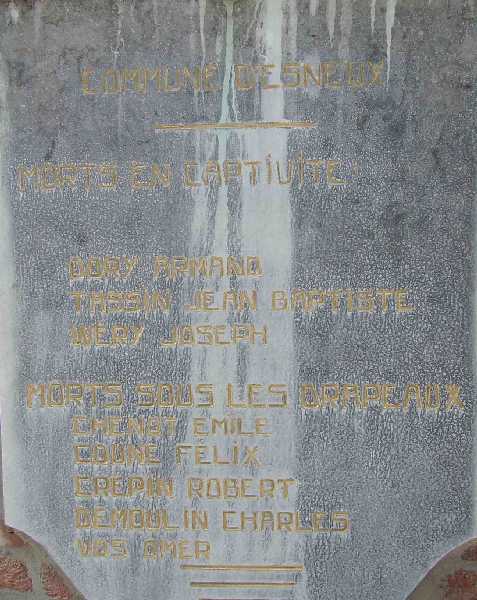 COMMUNE D'ESNEUX
MORTS EN CAPTIVITE
DORY ARMAND
TASSIN JEAN BAPTISTE
WERY JOSEPH
MORTS SOUS LES DRAPEAUX
CHENOT EMILE
COUNE FÉLIX
CREPIN ROBERT
DEMOULIN CHARLES
VOS OMER